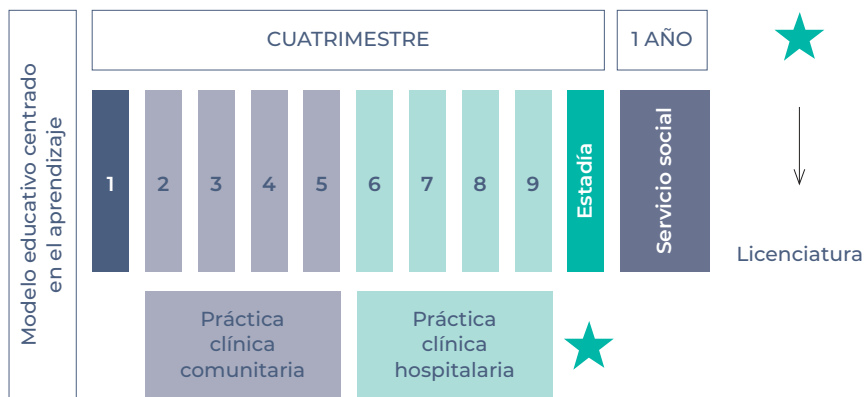 Modelo educativo centrado
en el aprendizaje
CUATRIMESTRE
1 AÑO
1
2
3
4
5
6
7
8
9
Estadía
Servicio social
Licenciatura
Práctica
clínica
comunitaria
Práctica
clínica
hospitalaria